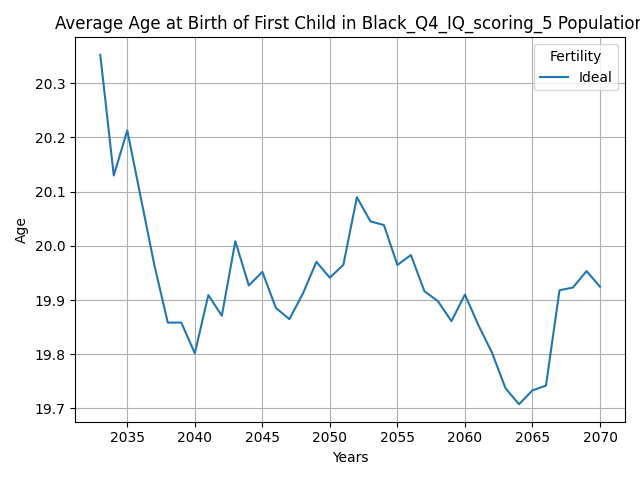 Average Age at Birth of First Child in Black_Q4_IQ_scoring_5 Population
Fertility
Ideal
20.3
20.2
20.1
20.0
19.9
19.8
19.7
Age
2035 2040 2045 2050 2055 2060 2065 2070
Years